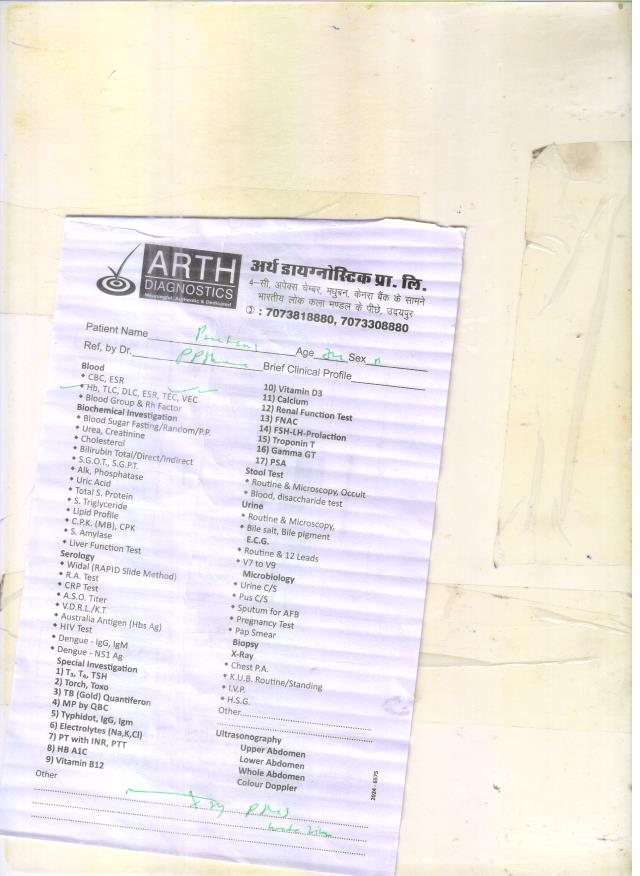 ARTH
DIAGNOSTICS
Meaningful, Authentic & Dedicated
अर्थ डायग्नोस्टिक प्रा. लि.
4-सी, अपेक्स चेम्बर, मधुबन, केनरा बैंक के सामने
भारतीय लोक कला मण्डल के पीछे, उदयपुर
: 7073818880, 7073308880
Patient Name Age Sex
Ref, by Dr. Brief Clinical Profile
Blood
CBC, ESR
Hb, TLC, DLC, ESR, TEC, VEC
Blood Group & Rh Factor
Biochemical Investigation
Blood Sugar Fasting/Random/P.P.
Urea, Creatinine
Cholesterol
Bilirubin Total/Direct/Indirect
S.G.O.T., S.G.P.T.
Alk, Phosphatase
Uric Acid
Total S. Protein
S. Triglyceride
Lipid Profile
C.P.K. (MB), CPK
S. Amylase
Liver Function Test
Serology
Widal (RAPID Slide Method)
R.A. Test
CRP Test
A.S.O. Titer
V.D.R.L./K.T.
Australia Antigen (Hbs Ag)
HIV Test
Dengue - IgG, IgM
Dengue - NS1 Ag
Special Investigation
1) T₃, T₄, TSH
2) Torch, Toxo
3) TB (Gold) Quantiferon
4) MP by QBC
5) Typhidot, IgG, Igm
6) Electrolytes (Na,K,Cl)
7) PT with INR, PTT
8) HB A1C
9) Vitamin B12
Other
10) Vitamin D3
11) Calcium
12) Renal Function Test
13) FNAC
14) FSH-LH-Prolaction
15) Troponin T
16) Gamma GT
17) PSA
Stool Test
Routine & Microscopy, Occult
Blood, disaccharide test
Urine
Routine & Microscopy,
Bile salt, Bile pigment
E.C.G.
Routine & 12 Leads
V7 to V9
Microbiology
Urine C/S
Pus C/S
Sputum for AFB
Pregnancy Test
Pap Smear
Biopsy
X-Ray
Chest P.A.
K.U.B. Routine/Standing
I.V.P.
H.S.G.
Other
Ultrasonography
Upper Abdomen
Lower Abdomen
Whole Abdomen
Colour Doppler